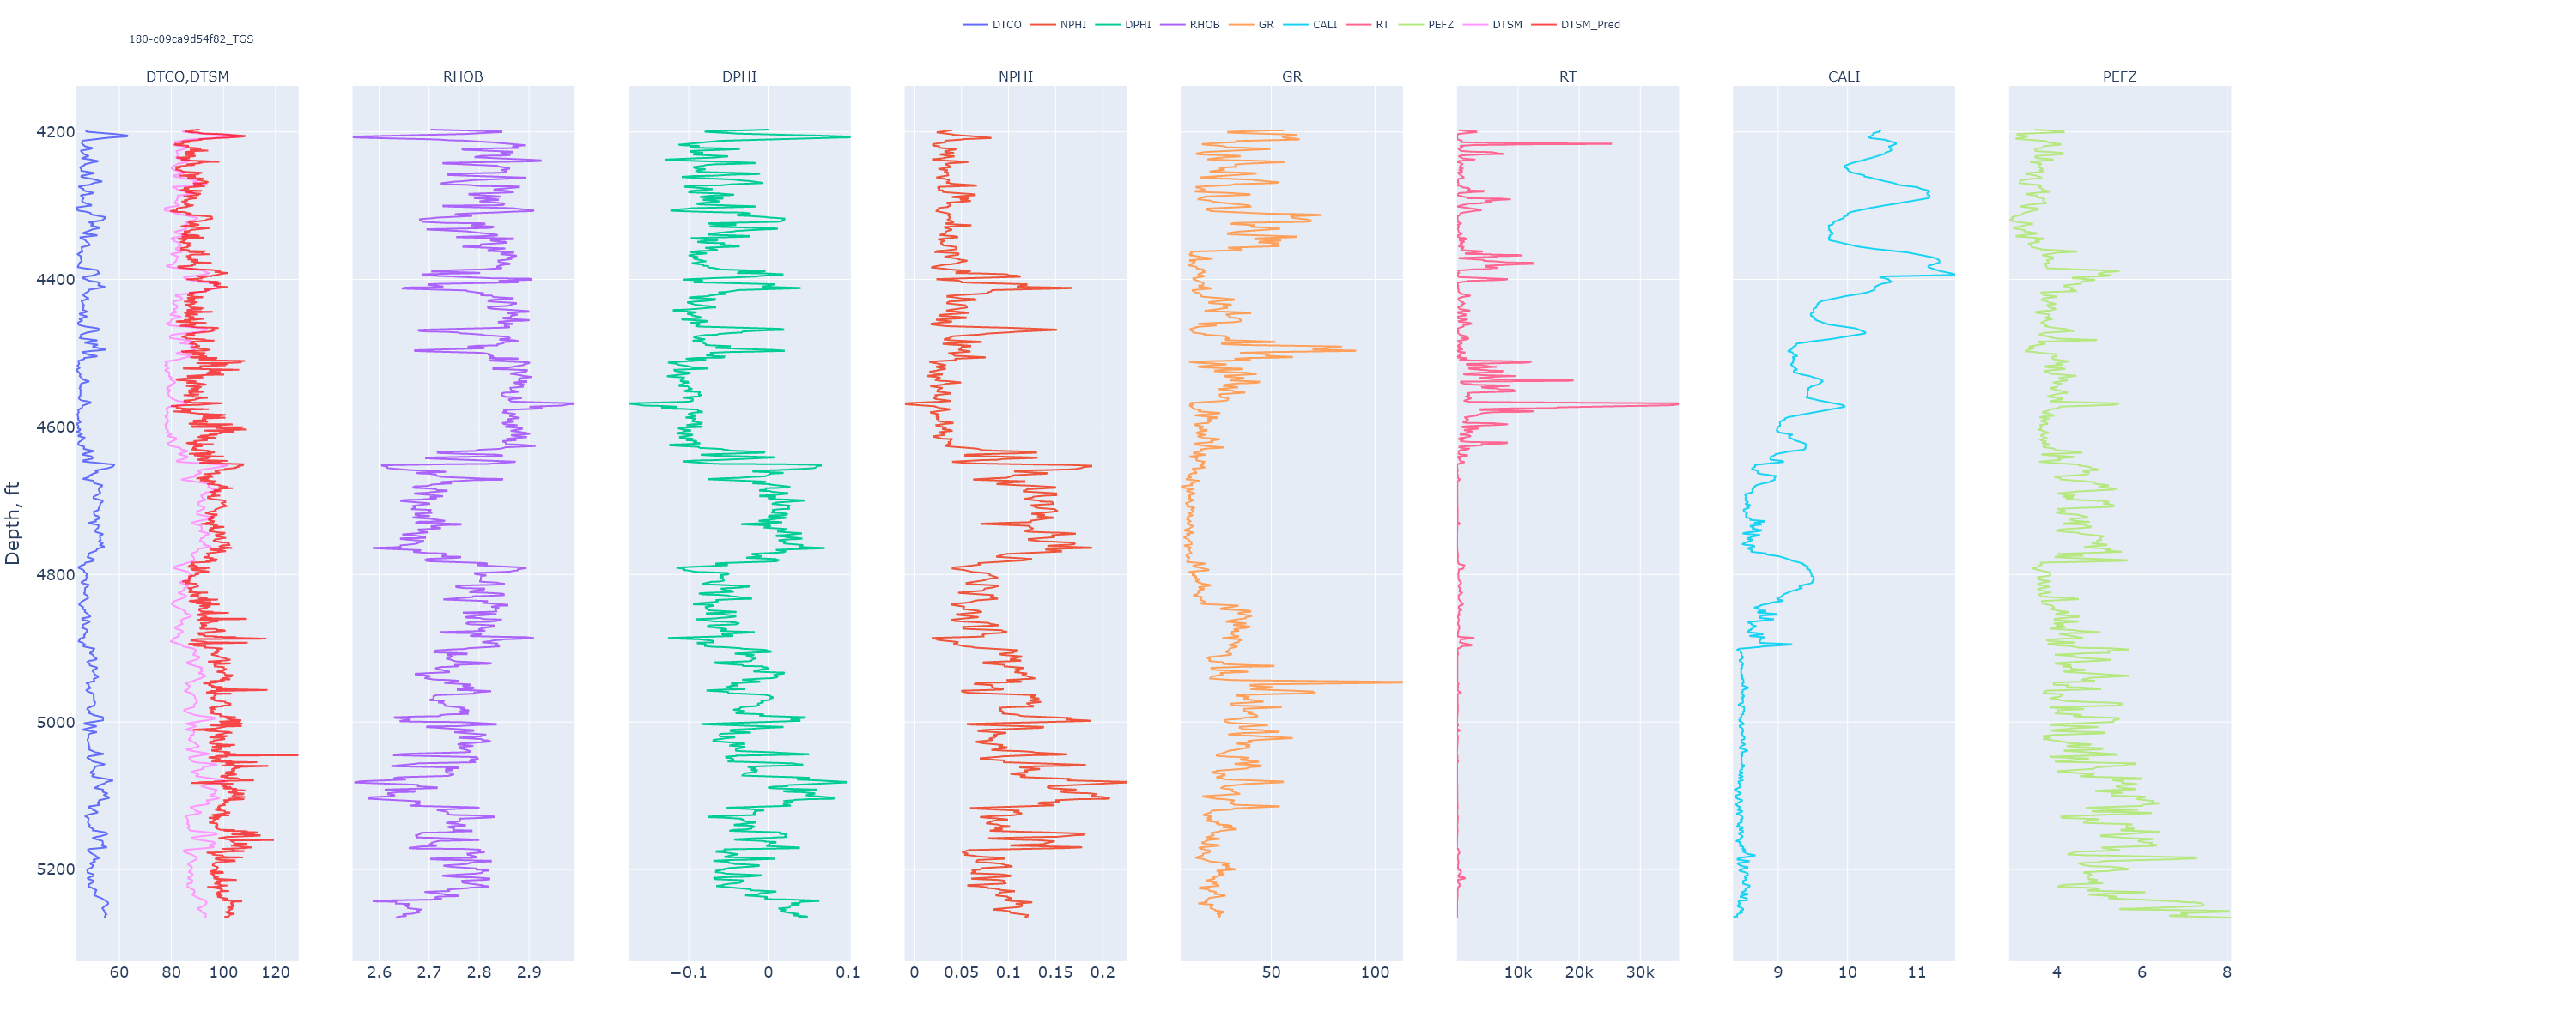 DTCO NPHI DPHI RHOB GR CALI RT PEFZ DTSM DTSM_Pred
180-c09ca9d54f82_TGS
DTCO,DTSM RHOB DPHI NPHI GR RT CALI PEFZ
4200
4400
4600
4800
5000
5200
Depth, ft
60 80 100 120 2.6 2.7 2.8 2.9 −0.1 0 0.1 0 0.05 0.1 0.15 0.2 50 100 10k 20k 30k 9 10 11 4 6 8